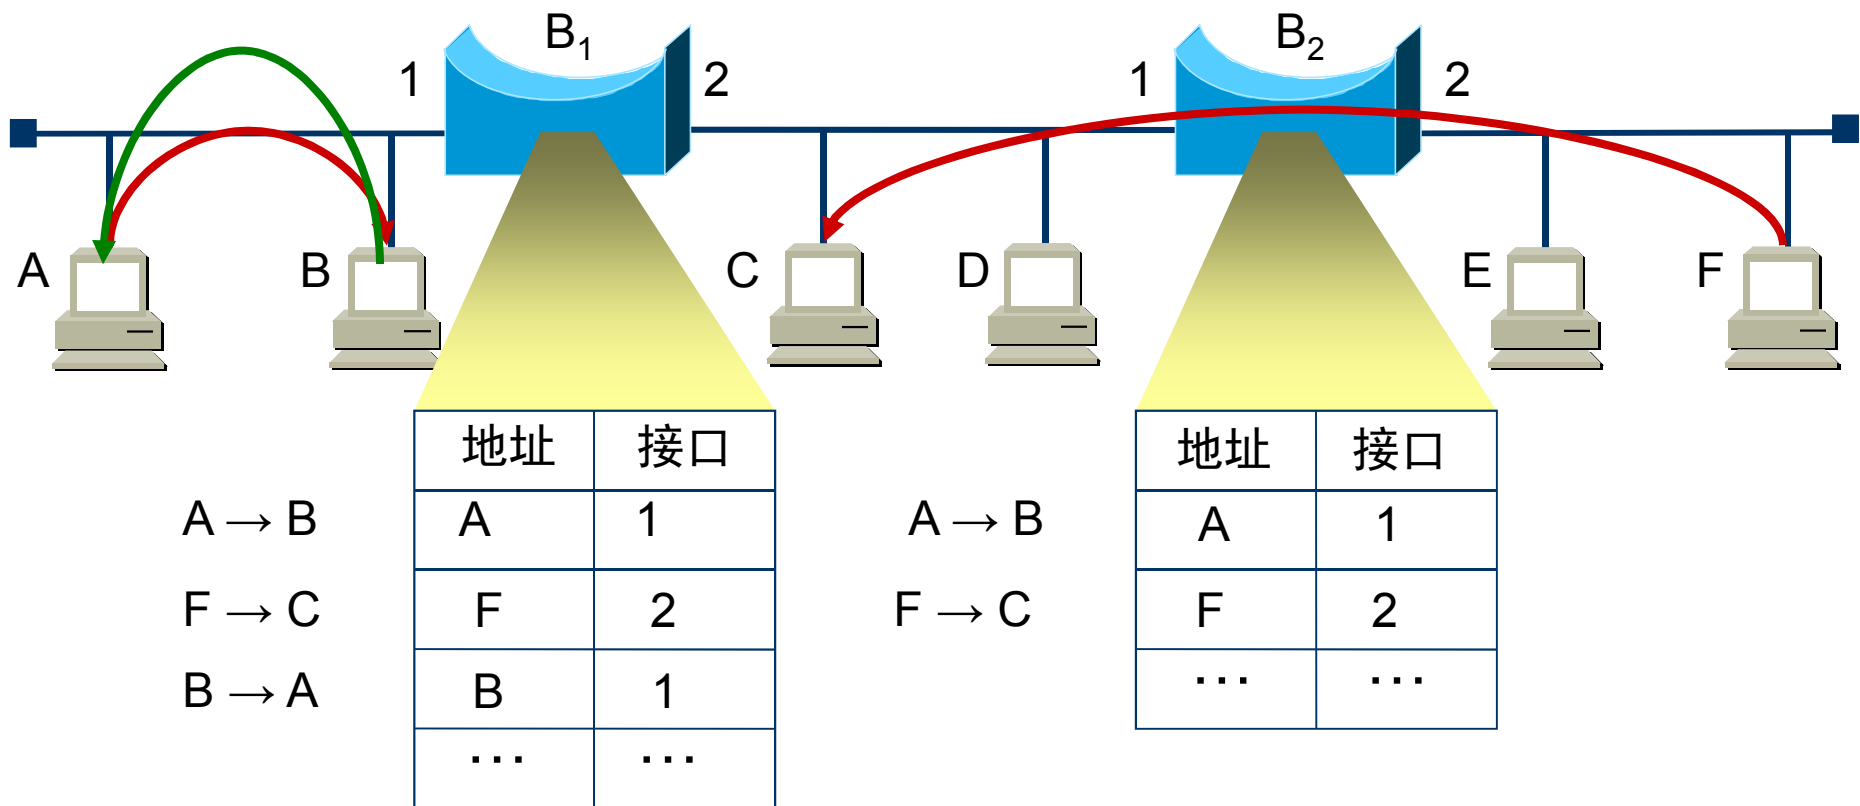 B₁ B₂
1 2 1 2
A B C D E F
地址 接口 地址 接口
A → B A 1 A → B A 1
F → C F 2 F → C F 2
B → A B 1 … …
… …